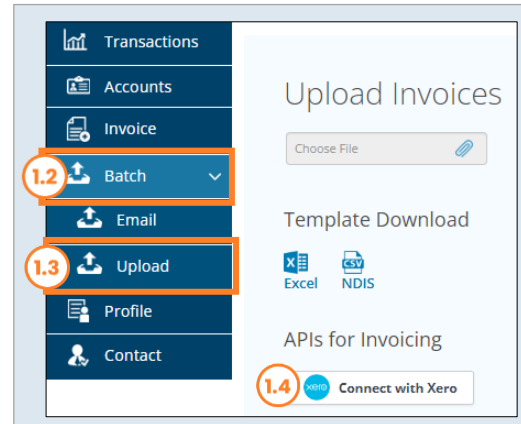 Transactions
Accounts
Invoice
1.2 Batch
Email
1.3 Upload
Profile
Contact
Upload Invoices
Choose File
Template Download
X CSV
Excel NDIS
APIs for Invoicing
1.4 xero Connect with Xero